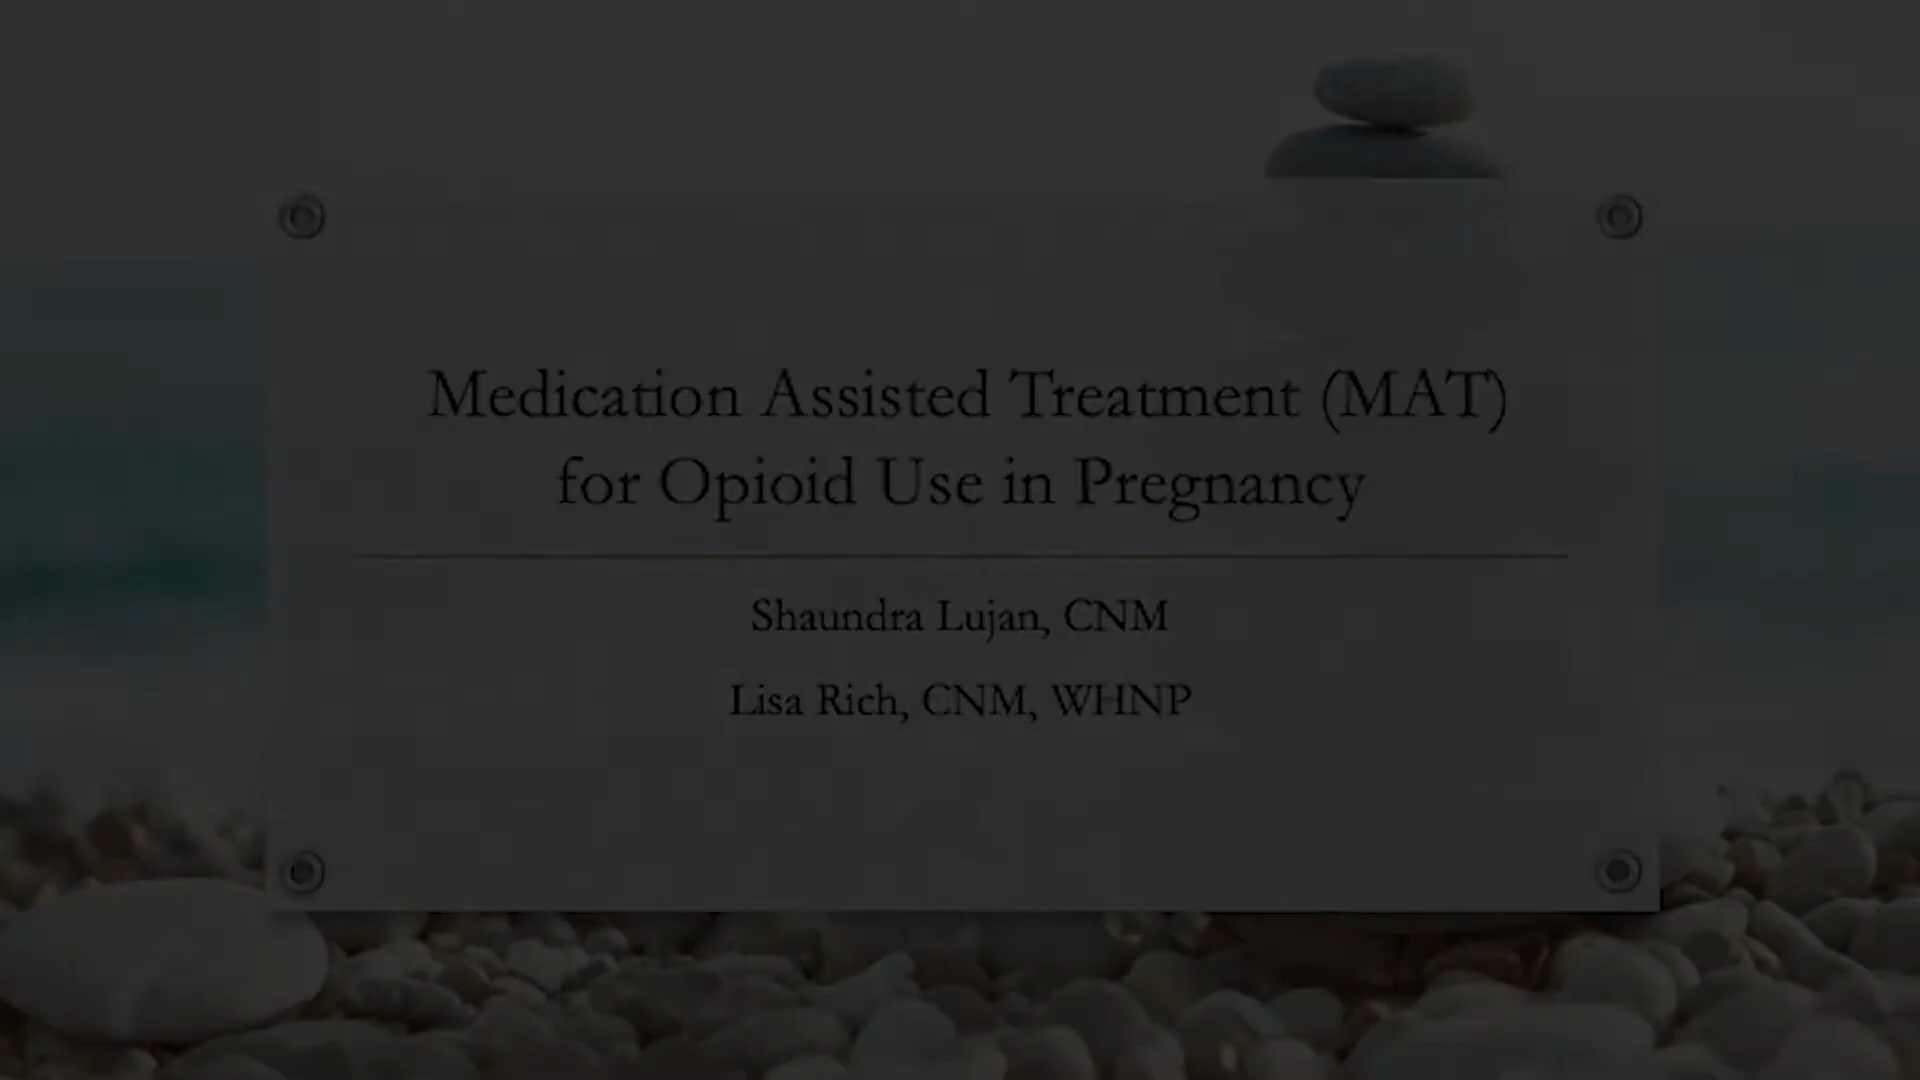 Medication Assisted Treatment (MAT)
for Opioid Use in Pregnancy
Shaundra Lujan, CNM
Lisa Rich, CNM, WHNP